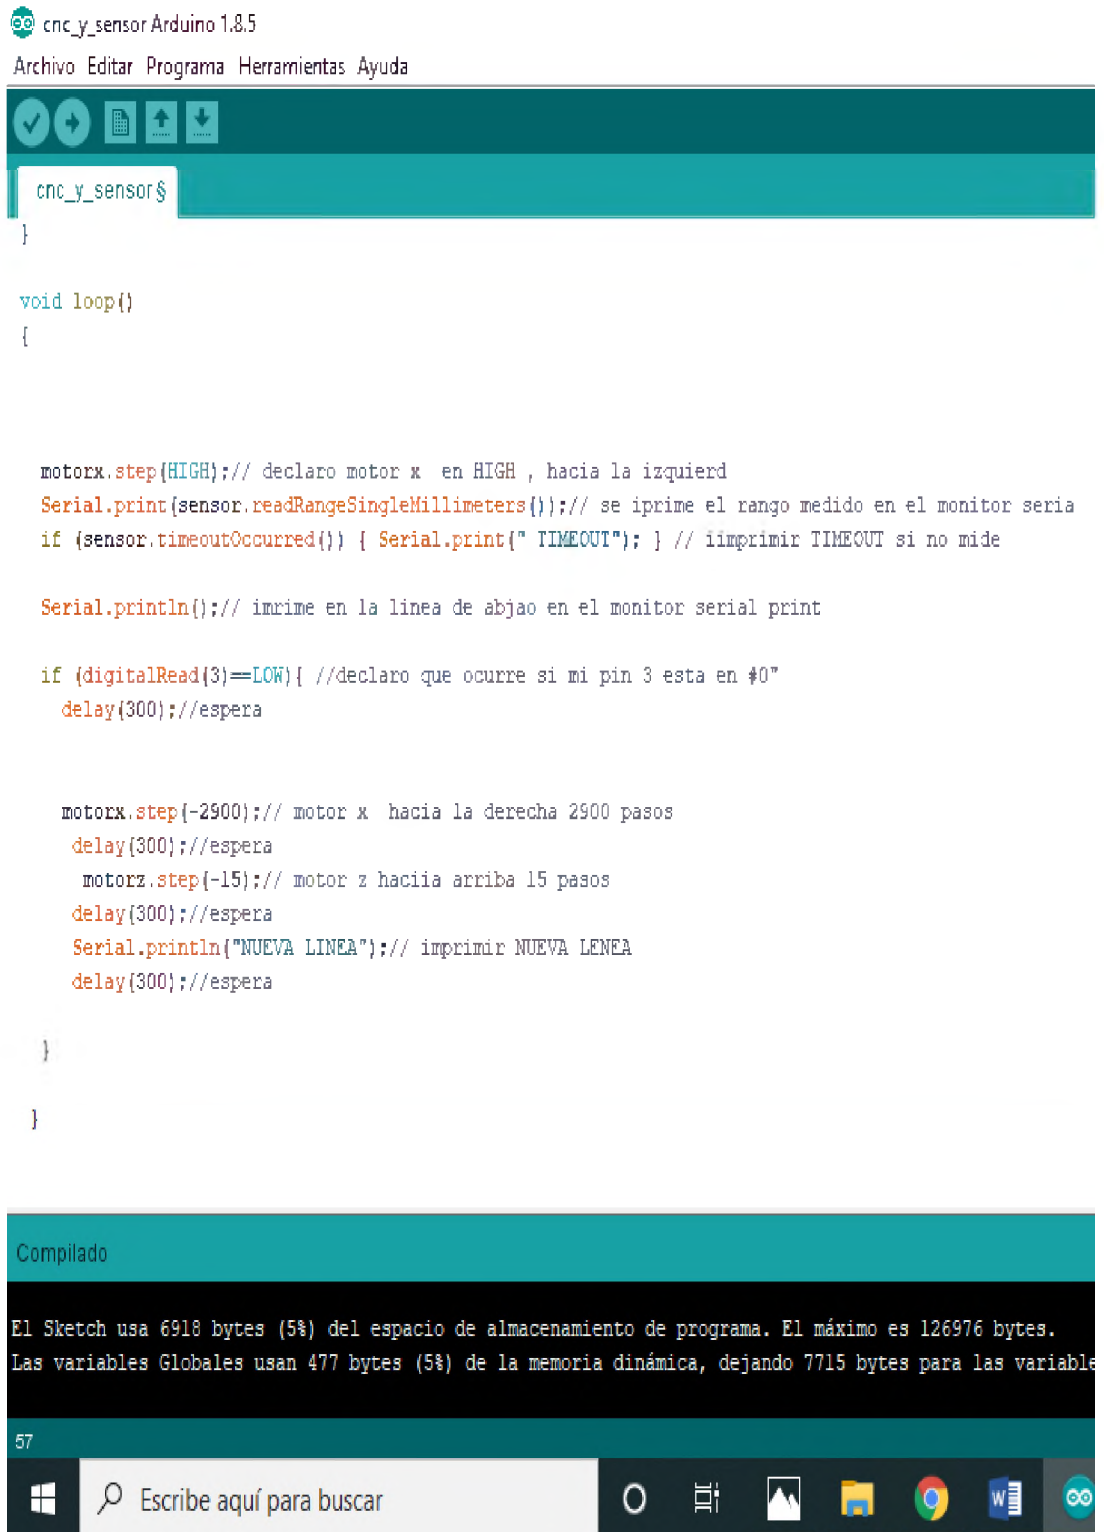 cnc_y_sensor Arduino 1.8.5
Archivo Editar Programa Herramientas Ayuda
cnc_y_sensor §
}
void loop()
{
motorx.step(HIGH);// declaro motor x  en HIGH , hacia la izquierd
Serial.print(sensor.readRangeSingleMillimeters());// se iprime el rango medido en el monitor seria
if (sensor.timeoutOccurred()) { Serial.print(" TIMEOUT"); } // iimprimir TIMEOUT si no mide
Serial.println();// imrime en la linea de abjao en el monitor serial print
if (digitalRead(3)==LOW){ //declaro que ocurre si mi pin 3 esta en #0"
delay(300);//espera
motorx.step(-2900);// motor x  hacia la derecha 2900 pasos
delay(300);//espera
motorz.step(-15);// motor z haciia arriba 15 pasos
delay(300);//espera
Serial.println("NUEVA LINEA");// imprimir NUEVA LENEA
delay(300);//espera
}
}
Compilado
El Sketch usa 6918 bytes (5%) del espacio de almacenamiento de programa. El máximo es 126976 bytes.
Las variables Globales usan 477 bytes (5%) de la memoria dinámica, dejando 7715 bytes para las variable
57
Escribe aquí para buscar